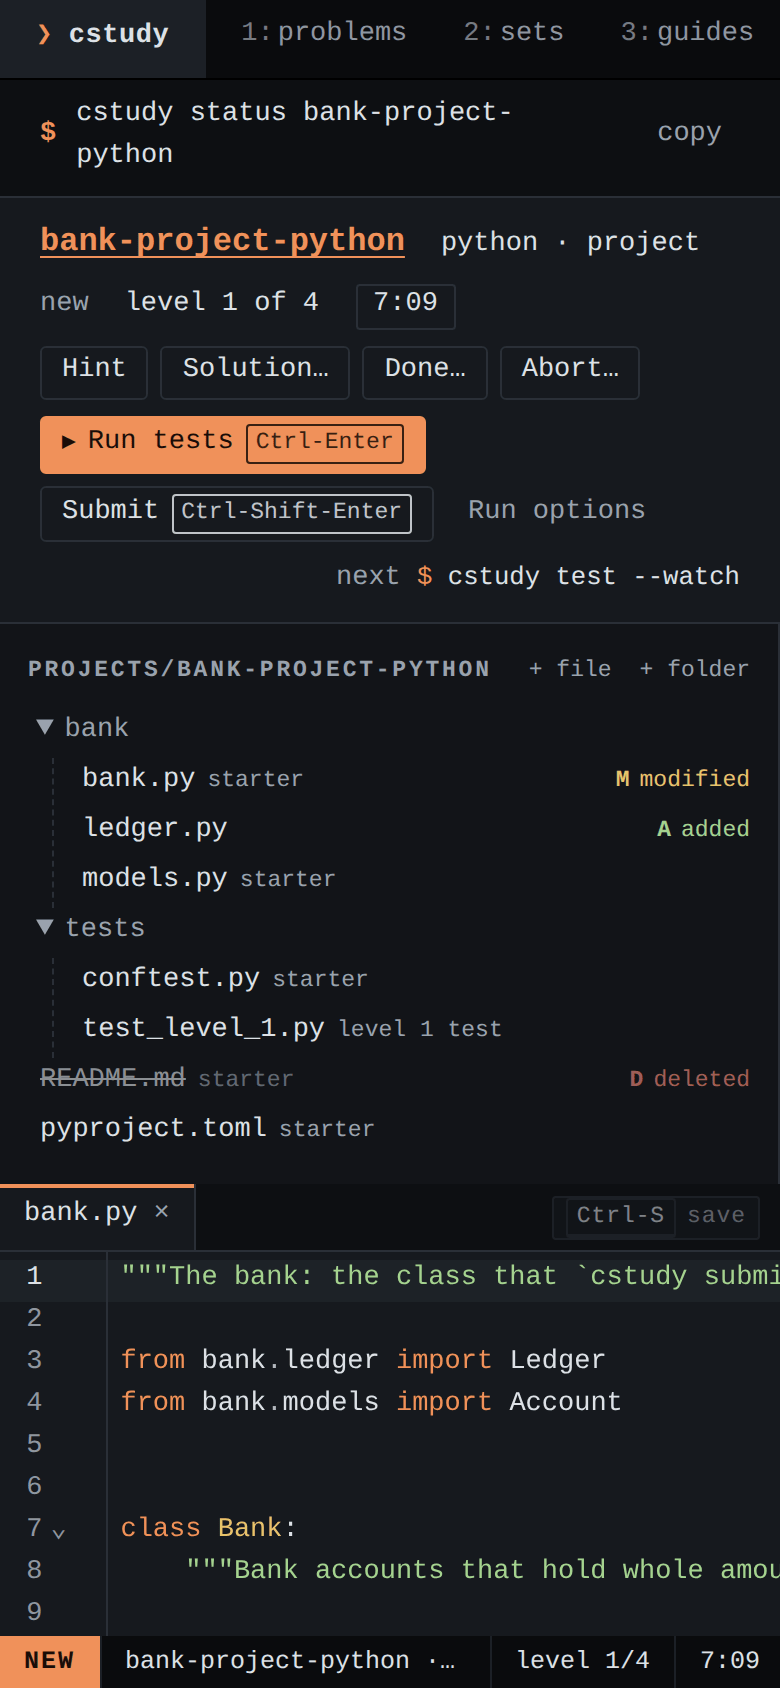 ❯ cstudy 1:problems 2:sets 3:guides
$ cstudy status bank-project-
python
copy
bank-project-python python · project
new level 1 of 4 7:09
Hint Solution… Done… Abort…
▶ Run tests Ctrl-Enter
Submit Ctrl-Shift-Enter Run options
next $ cstudy test --watch
PROJECTS/BANK-PROJECT-PYTHON + file + folder
▼ bank
bank.py starter M modified
ledger.py A added
models.py starter
▼ tests
conftest.py starter
test_level_1.py level 1 test
README.md starter D deleted
pyproject.toml starter
bank.py × Ctrl-S save
1 """The bank: the class that `cstudy submi
2
3 from bank.ledger import Ledger
4 from bank.models import Account
5
6
7 ⌄ class Bank:
8 """Bank accounts that hold whole amou
9
NEW bank-project-python ·… level 1/4 7:09